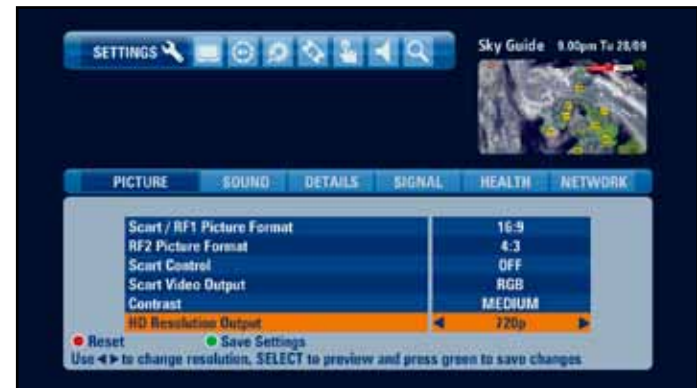 SETTINGS
Sky Guide 9.00pm Tu 28/09
PICTURE SOUND DETAILS SIGNAL HEALTH NETWORK
Scart / RF1 Picture Format 16:9
RF2 Picture Format 4:3
Scart Control OFF
Scart Video Output RGB
Contrast MEDIUM
HD Resolution Output ◀ 720p ▶
Reset Save Settings
Use ◀ ▶ to change resolution, SELECT to preview and press green to save changes